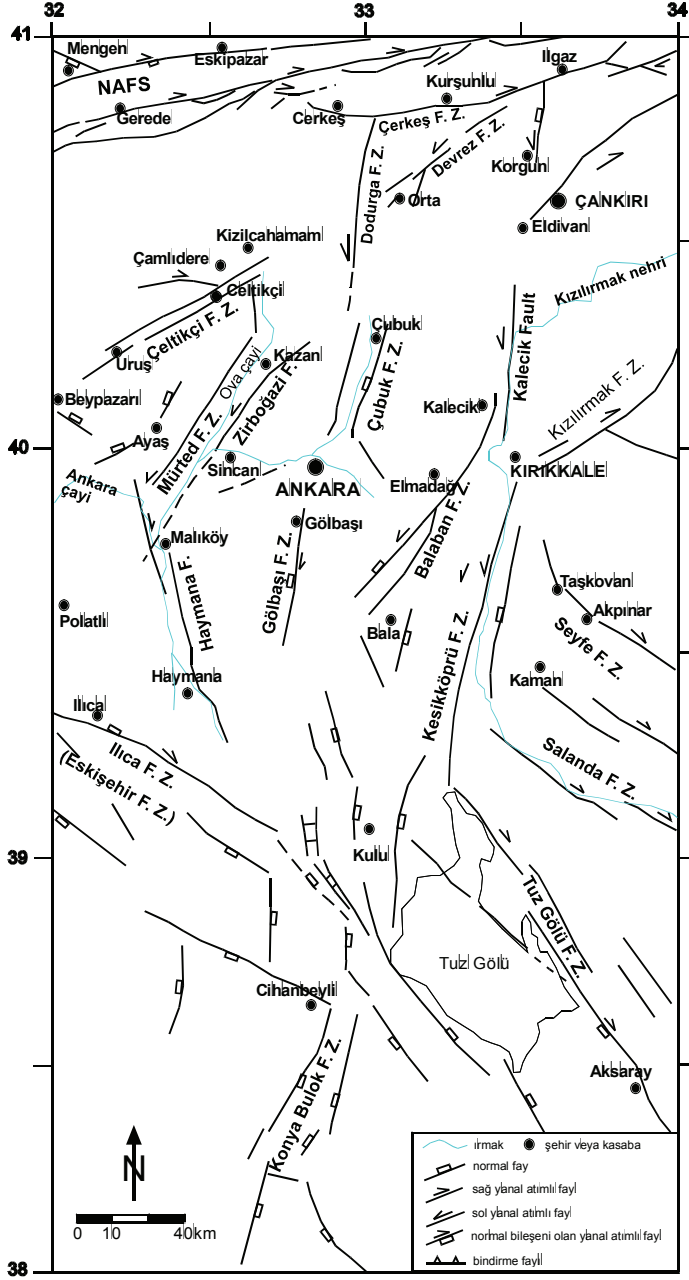 32
33
34
41
Mengen
Eskipazar
NAFS
Gerede
Ilgaz
Kurşunlu
Cerkeş
Çerkeş F. Z.
Devrez F. Z.
Korgun
Dodurga F. Z.
Orta
ÇANKIRI
Eldivan
Kizilcahamam
Çamlıdere
Celtikçi
Çeltikçi F. Z.
Uruş
Kızılırmak nehri
Kalecik Fault
Çubuk
Çubuk F. Z.
Ova çayi
Kazan
Zirboğazi F.
Mürted F. Z.
Beypazarı
Ayaş
Kalecik
Kızılırmak F. Z.
40
Sincan
ANKARA
Ankara
çayi
Elmadağ
KIRIKKALE
Balaban F. Z.
Gölbaşı
Gölbaşı F. Z.
Malıköy
Haymana F.
Polatlı
Bala
Taşkovan
Akpınar
Seyfe F. Z.
Kesikköprü F. Z.
Kaman
Haymana
Ilıca
Ilıca F. Z.
(Eskişehir F. Z.)
Salanda F. Z.
39
Kulu
Tuz Gölü F. Z.
Tuz Gölü
Cihanbeyli
Konya Bulok F. Z.
Aksaray
N
0 10 40km
ırmak
şehir veya kasaba
normal fay
sağ yanal atımlı fay
sol yanal atımlı fay
normal bileşeni olan yanal atımlı fay
bindirme fayı
38